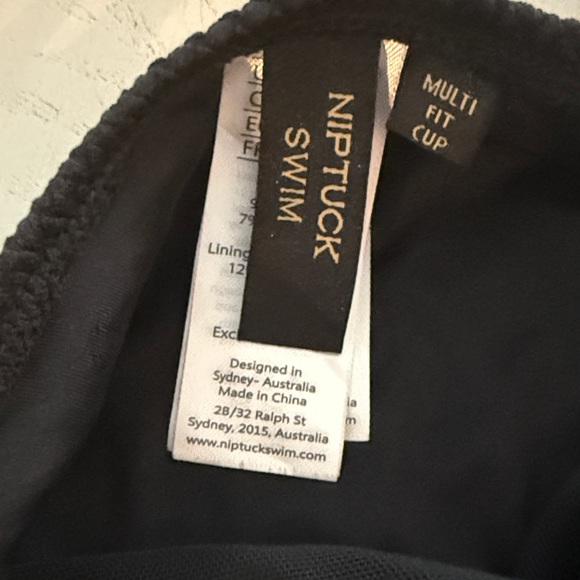 NIPTUCK
SWIM
MULTI
FIT
CUP
Lining
Designed in
Sydney- Australia
Made in China
2B/32 Ralph St
Sydney, 2015, Australia
www.niptuckswim.com